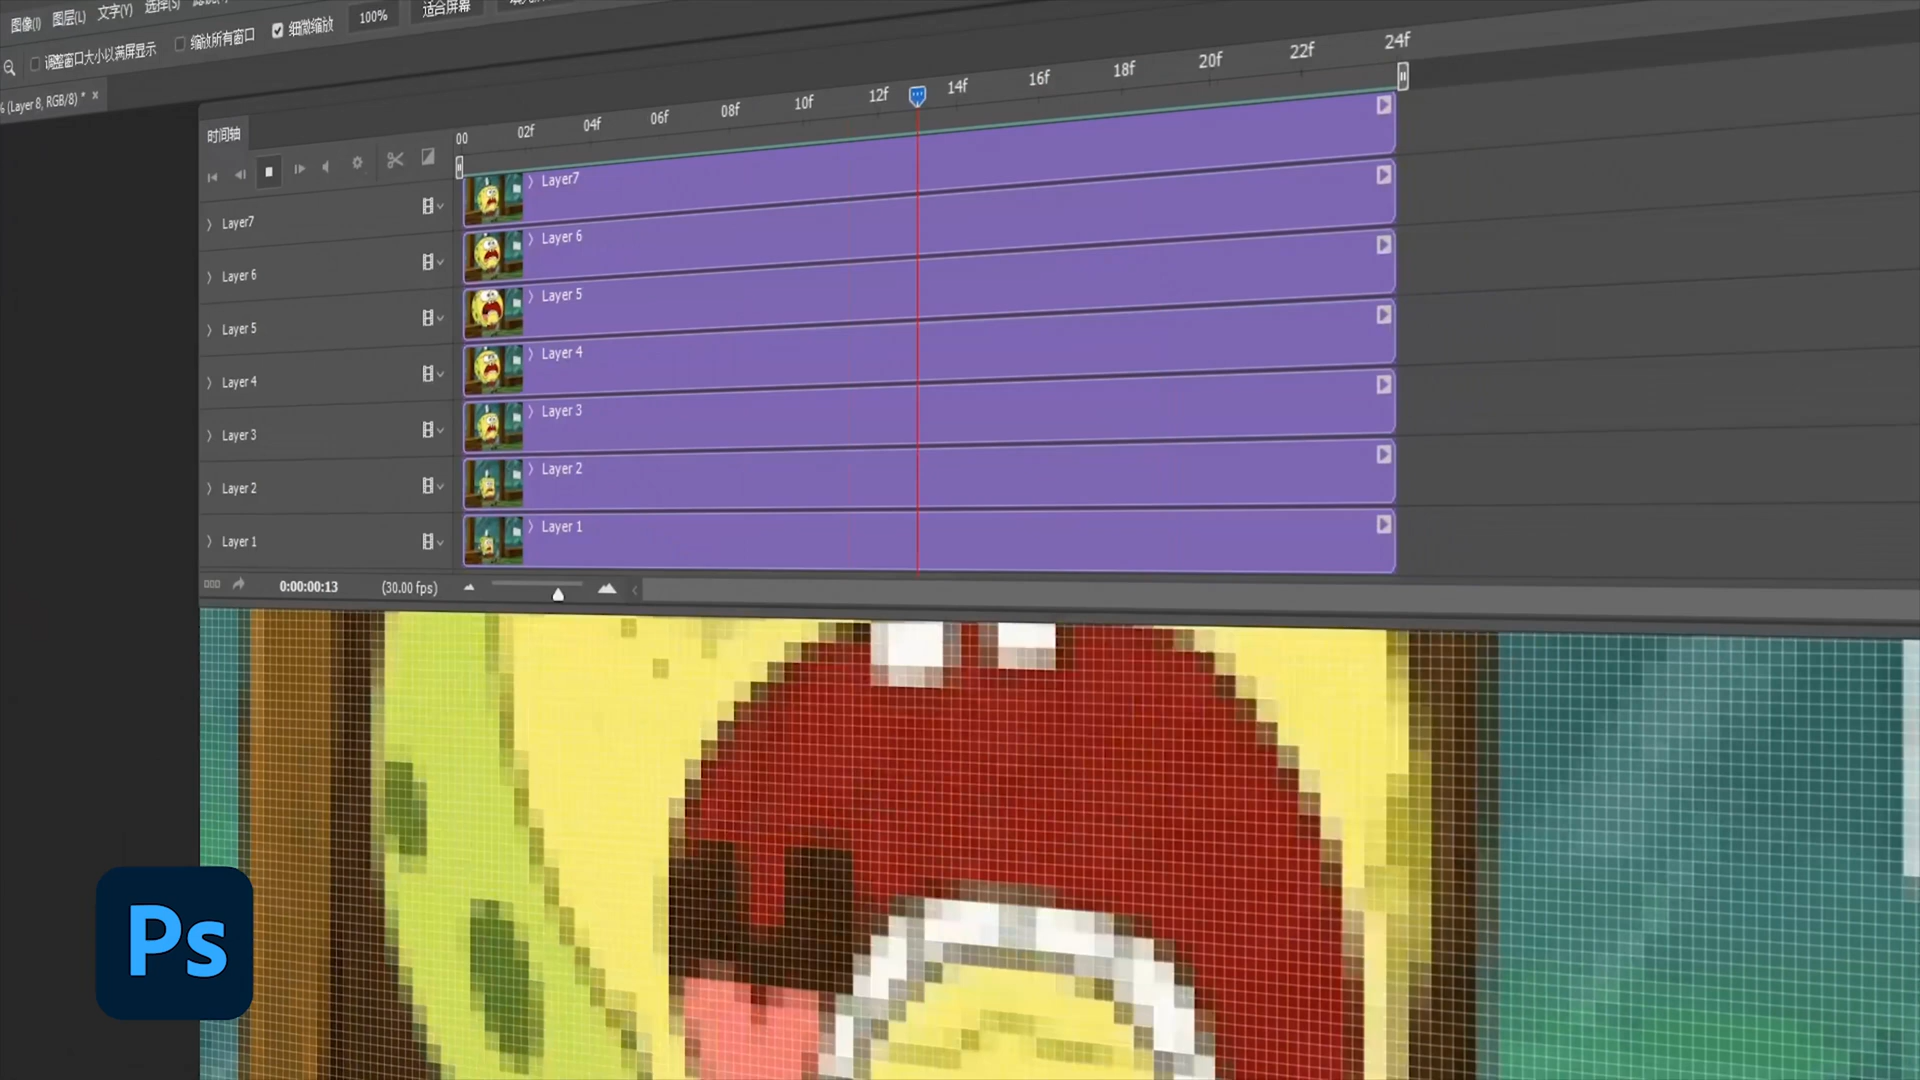 图像(I) 图层(L) 文字(Y) 选择(S)
调整窗口大小以满屏显示 缩放所有窗口 细微缩放 100% 适合屏幕
% (Layer 8, RGB/8) * ×
时间轴
00 02f 04f 06f 08f 10f 12f 14f 16f 18f 20f 22f 24f
Layer7 Layer7
Layer 6 Layer 6
Layer 5 Layer 5
Layer 4 Layer 4
Layer 3 Layer 3
Layer 2 Layer 2
Layer 1 Layer 1
0:00:00:13 (30.00 fps)
Ps